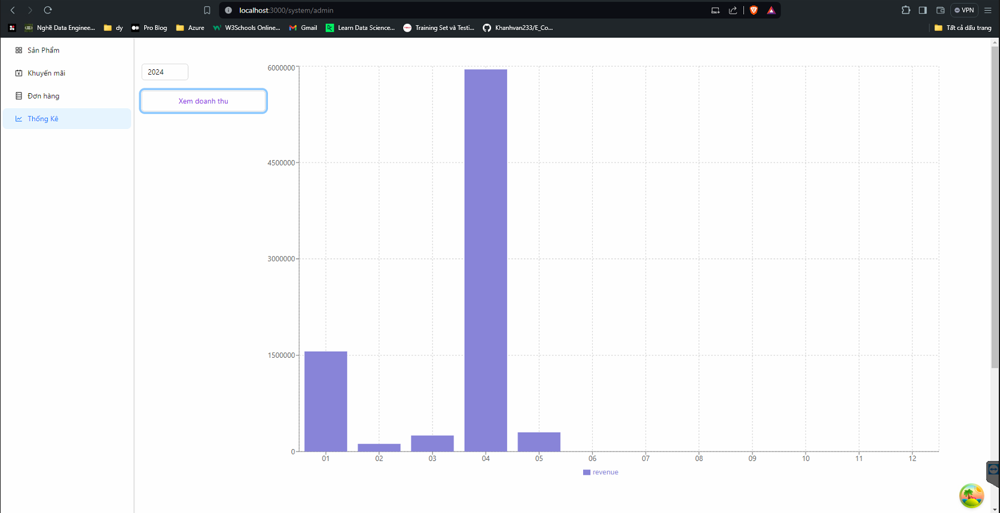 localhost:3000/system/admin
VPN
Nghề Data Enginee...
dy
Pro Blog
Azure
W3Schools Online...
Gmail
Learn Data Science...
Training Set và Testi...
Khanhvan233/E_Co...
Tất cả dấu trang
Sản Phẩm
Khuyến mãi
Đơn hàng
Thống Kê
2024
Xem doanh thu
6000000
4500000
3000000
1500000
0
01 02 03 04 05 06 07 08 09 10 11 12
revenue